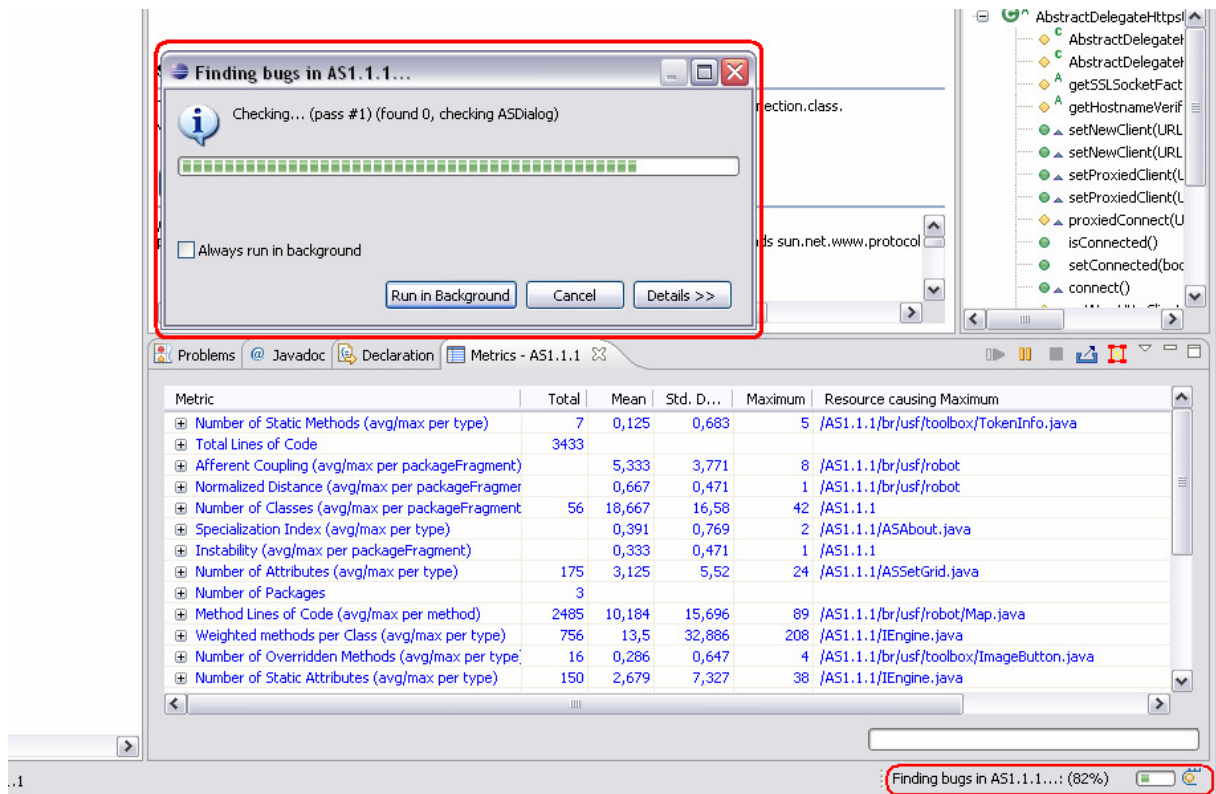 AbstractDelegateHttpsl
AbstractDelegateH
AbstractDelegateH
getSSLSocketFact
getHostnameVerif
setNewClient(URL
setNewClient(URL
setProxiedClient(U
setProxiedClient(U
proxiedConnect(U
isConnected()
setConnected(boo
connect()
Finding bugs in AS1.1.1...
Checking... (pass #1) (found 0, checking ASDialog)
Always run in background
Run in Background Cancel Details >>
nection.class.
ds sun.net.www.protocol
Problems @ Javadoc Declaration Metrics - AS1.1.1
Metric Total Mean Std. D... Maximum Resource causing Maximum
Number of Static Methods (avg/max per type) 7 0,125 0,683 5 /AS1.1.1/br/usf/toolbox/TokenInfo.java
Total Lines of Code 3433
Afferent Coupling (avg/max per packageFragment) 5,333 3,771 8 /AS1.1.1/br/usf/robot
Normalized Distance (avg/max per packageFragmer 0,667 0,471 1 /AS1.1.1/br/usf/robot
Number of Classes (avg/max per packageFragment 56 18,667 16,58 42 /AS1.1.1
Specialization Index (avg/max per type) 0,391 0,769 2 /AS1.1.1/ASAbout.java
Instability (avg/max per packageFragment) 0,333 0,471 1 /AS1.1.1
Number of Attributes (avg/max per type) 175 3,125 5,52 24 /AS1.1.1/ASSetGrid.java
Number of Packages 3
Method Lines of Code (avg/max per method) 2485 10,184 15,696 89 /AS1.1.1/br/usf/robot/Map.java
Weighted methods per Class (avg/max per type) 756 13,5 32,886 208 /AS1.1.1/IEngine.java
Number of Overridden Methods (avg/max per type) 16 0,286 0,647 4 /AS1.1.1/br/usf/toolbox/ImageButton.java
Number of Static Attributes (avg/max per type) 150 2,679 7,327 38 /AS1.1.1/IEngine.java
..1
Finding bugs in AS1.1.1...: (82%)